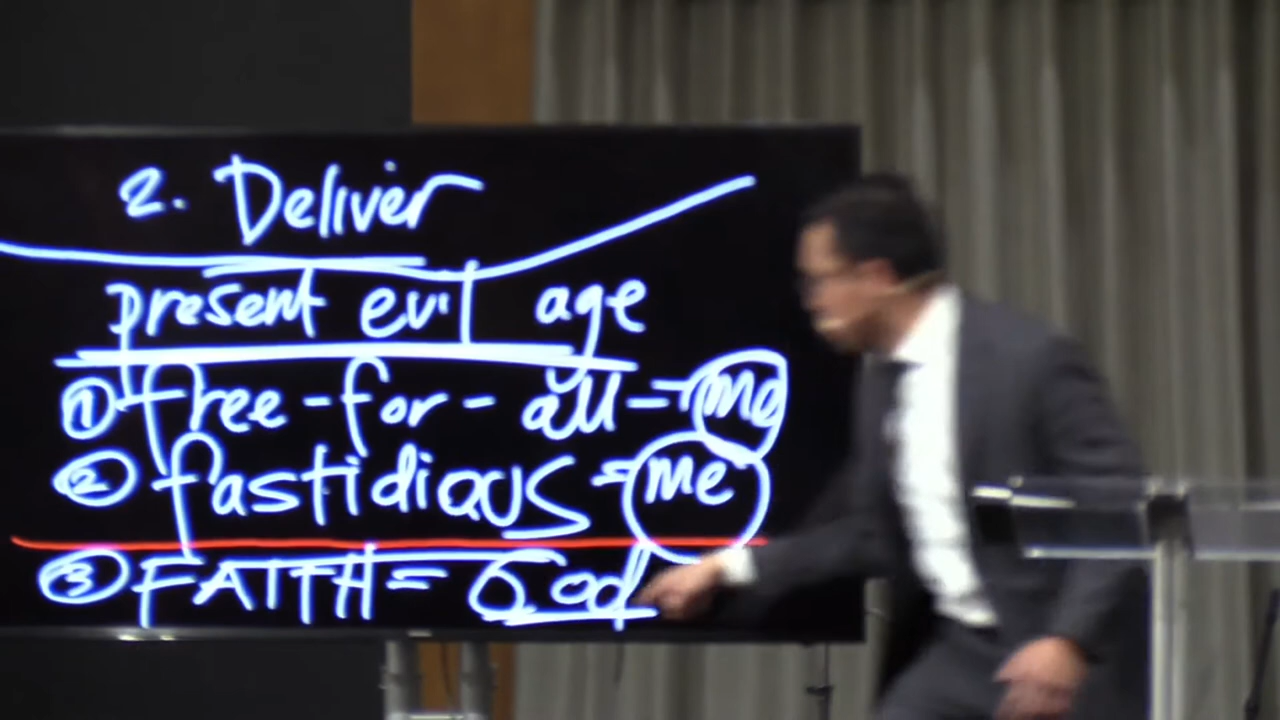 2. Deliver
present evil age
① free-for-all = me
② fastidious = me
③ FAITH = God